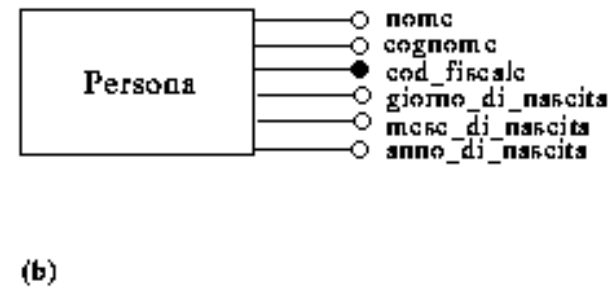 Persona
nome
cognome
cod_fiscale
giorno_di_nascita
mese_di_nascita
anno_di_nascita
(b)